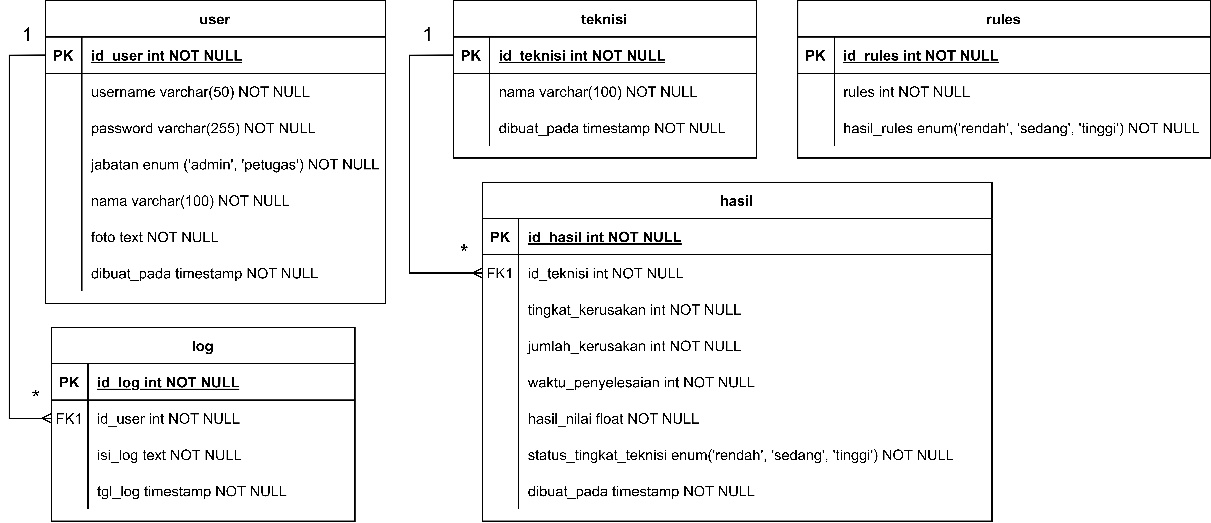 user
1
PK id_user int NOT NULL
username varchar(50) NOT NULL
password varchar(255) NOT NULL
jabatan enum ('admin', 'petugas') NOT NULL
nama varchar(100) NOT NULL
foto text NOT NULL
dibuat_pada timestamp NOT NULL
log
PK id_log int NOT NULL
*
FK1 id_user int NOT NULL
isi_log text NOT NULL
tgl_log timestamp NOT NULL
teknisi
1
PK id_teknisi int NOT NULL
nama varchar(100) NOT NULL
dibuat_pada timestamp NOT NULL
rules
PK id_rules int NOT NULL
rules int NOT NULL
hasil_rules enum('rendah', 'sedang', 'tinggi') NOT NULL
hasil
PK id_hasil int NOT NULL
*
FK1 id_teknisi int NOT NULL
tingkat_kerusakan int NOT NULL
jumlah_kerusakan int NOT NULL
waktu_penyelesaian int NOT NULL
hasil_nilai float NOT NULL
status_tingkat_teknisi enum('rendah', 'sedang', 'tinggi') NOT NULL
dibuat_pada timestamp NOT NULL